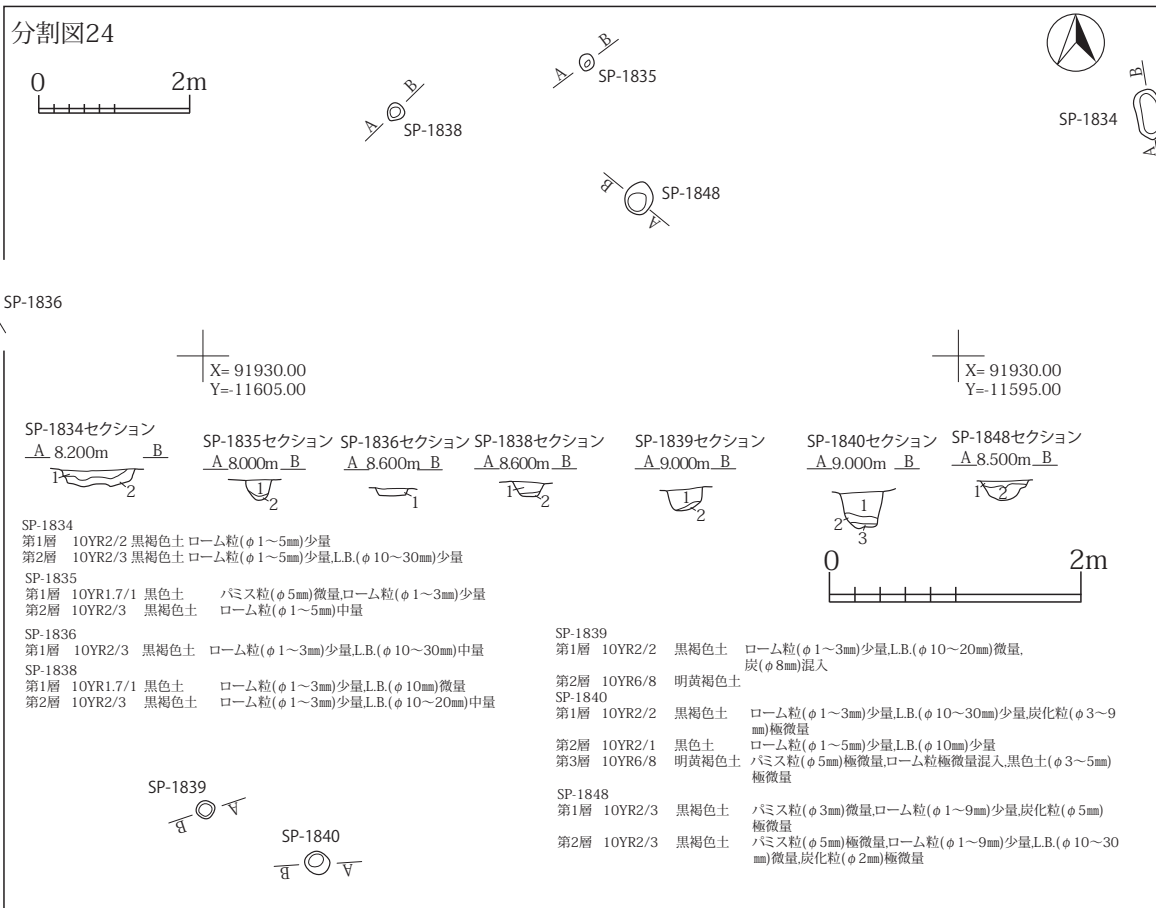 分割図24
0 2m
A B
SP-1835
A B
SP-1838
B
SP-1834
A
B
SP-1848
A
SP-1836
X= 91930.00
Y=-11605.00
X= 91930.00
Y=-11595.00
SP-1834セクション
A 8.200m B
1
2
SP-1835セクション
A 8.000m B
1
2
SP-1836セクション
A 8.600m B
1
SP-1838セクション
A 8.600m B
1
2
SP-1839セクション
A 9.000m B
1
2
SP-1840セクション
A 9.000m B
1
2
3
SP-1848セクション
A 8.500m B
1
2
0 2m
SP-1834
第1層 10YR2/2 黒褐色土 ローム粒(φ1～5㎜)少量
第2層 10YR2/3 黒褐色土 ローム粒(φ1～5㎜)少量,L.B.(φ10～30㎜)少量
SP-1835
第1層 10YR1.7/1 黒色土 パミス粒(φ5㎜)微量,ローム粒(φ1～3㎜)少量
第2層 10YR2/3 黒褐色土 ローム粒(φ1～5㎜)中量
SP-1836
第1層 10YR2/3 黒褐色土 ローム粒(φ1～3㎜)少量,L.B.(φ10～30㎜)中量
SP-1838
第1層 10YR1.7/1 黒色土 ローム粒(φ1～3㎜)少量,L.B.(φ10㎜)微量
第2層 10YR2/3 黒褐色土 ローム粒(φ1～3㎜)少量,L.B.(φ10～20㎜)中量
SP-1839
第1層 10YR2/2 黒褐色土 ローム粒(φ1～3㎜)少量,L.B.(φ10～20㎜)微量,
炭(φ8㎜)混入
第2層 10YR6/8 明黄褐色土
SP-1840
第1層 10YR2/2 黒褐色土 ローム粒(φ1～3㎜)少量,L.B.(φ10～30㎜)少量,炭化粒(φ3～9
㎜)極微量
第2層 10YR2/1 黒色土 ローム粒(φ1～5㎜)少量,L.B.(φ10㎜)少量
第3層 10YR6/8 明黄褐色土 パミス粒(φ5㎜)極微量,ローム粒極微量混入,黒色土(φ3～5㎜)
極微量
SP-1848
第1層 10YR2/3 黒褐色土 パミス粒(φ3㎜)微量,ローム粒(φ1～9㎜)少量,炭化粒(φ5㎜)
極微量
第2層 10YR2/3 黒褐色土 パミス粒(φ5㎜)極微量,ローム粒(φ1～9㎜)少量,L.B.(φ10～30
㎜)微量,炭化粒(φ2㎜)極微量
SP-1839
B A
SP-1840
B A